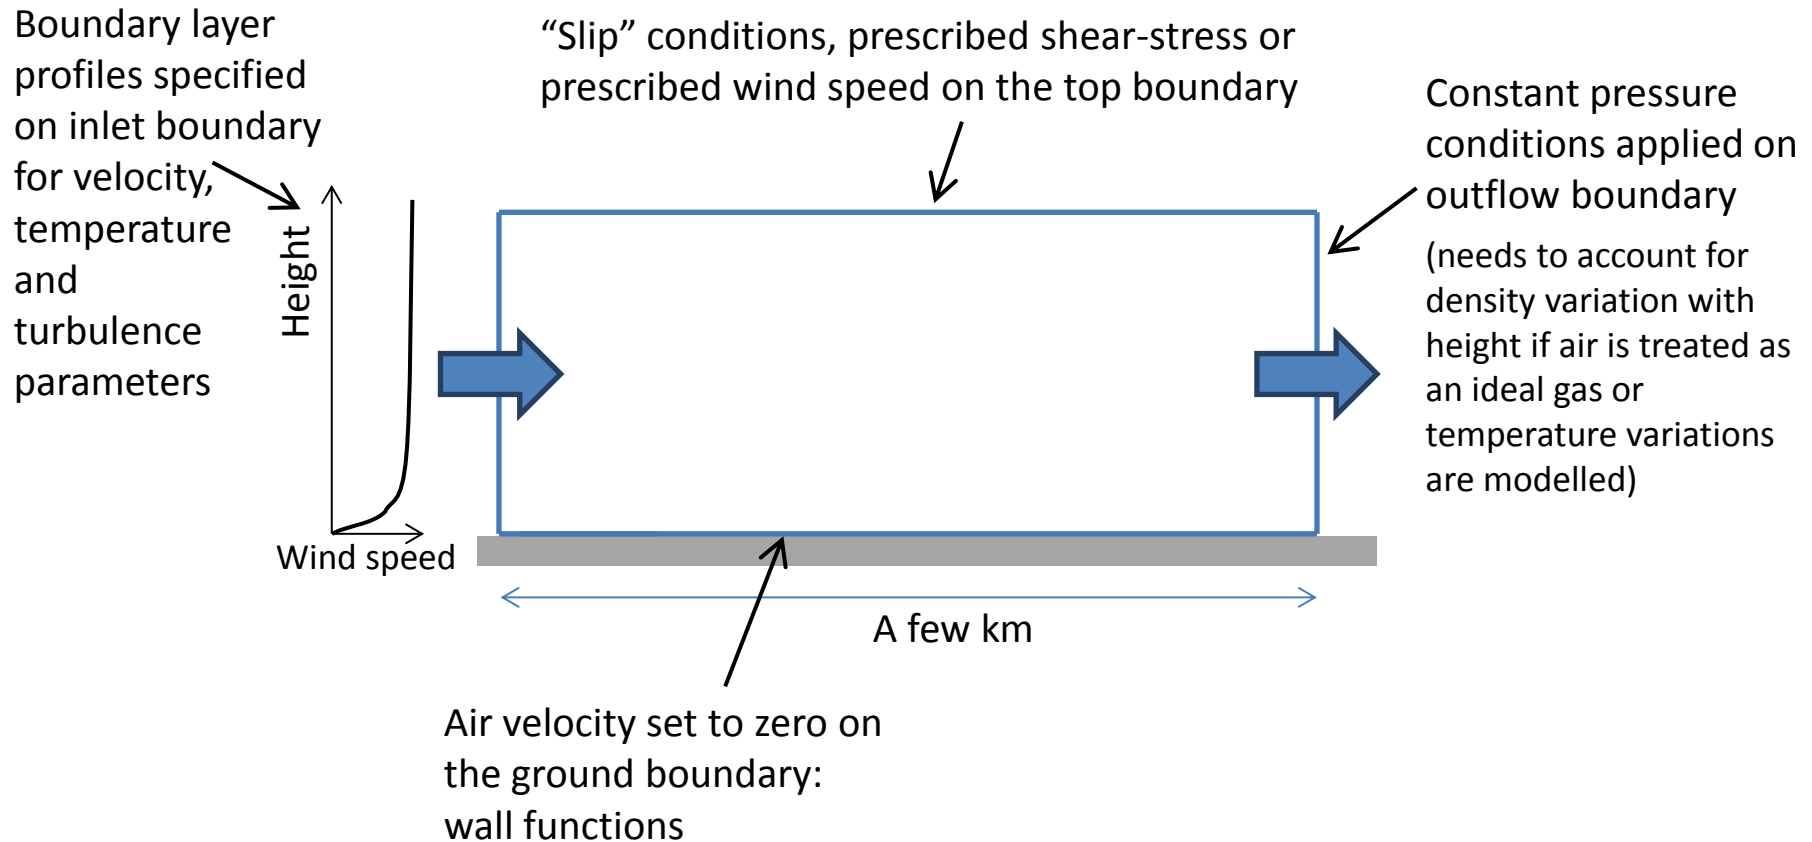 Boundary layer
profiles specified
on inlet boundary
for velocity,
temperature
and
turbulence
parameters
“Slip” conditions, prescribed shear-stress or
prescribed wind speed on the top boundary
Constant pressure
conditions applied on
outflow boundary
(needs to account for
density variation with
height if air is treated as
an ideal gas or
temperature variations
are modelled)
Height
Wind speed
A few km
Air velocity set to zero on
the ground boundary:
wall functions